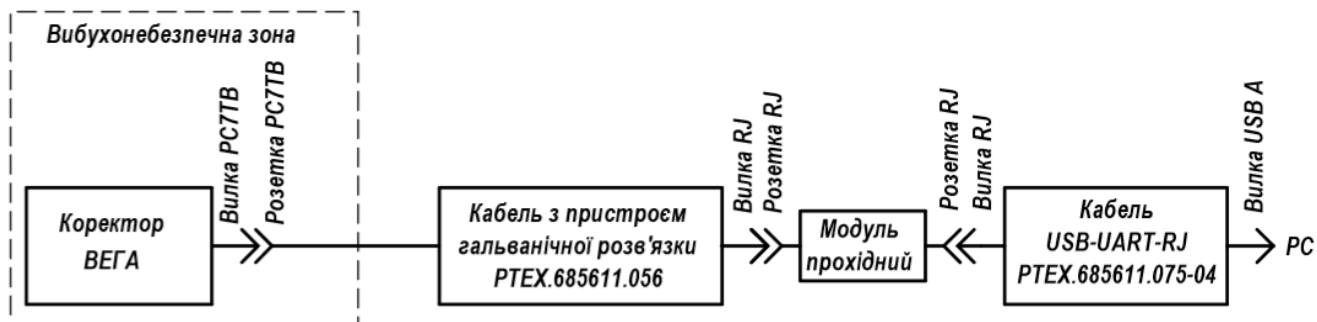 Вибухонебезпечна зона
Вилка РС7ТВ
Розетка РС7ТВ
Коректор
ВЕГА
Кабель з пристроєм
гальванічної розв'язки
РТЕХ.685611.056
Вилка RJ
Розетка RJ
Модуль
прохідний
Розетка RJ
Вилка RJ
Кабель
USB-UART-RJ
РТЕХ.685611.075-04
Вилка USB A
PC